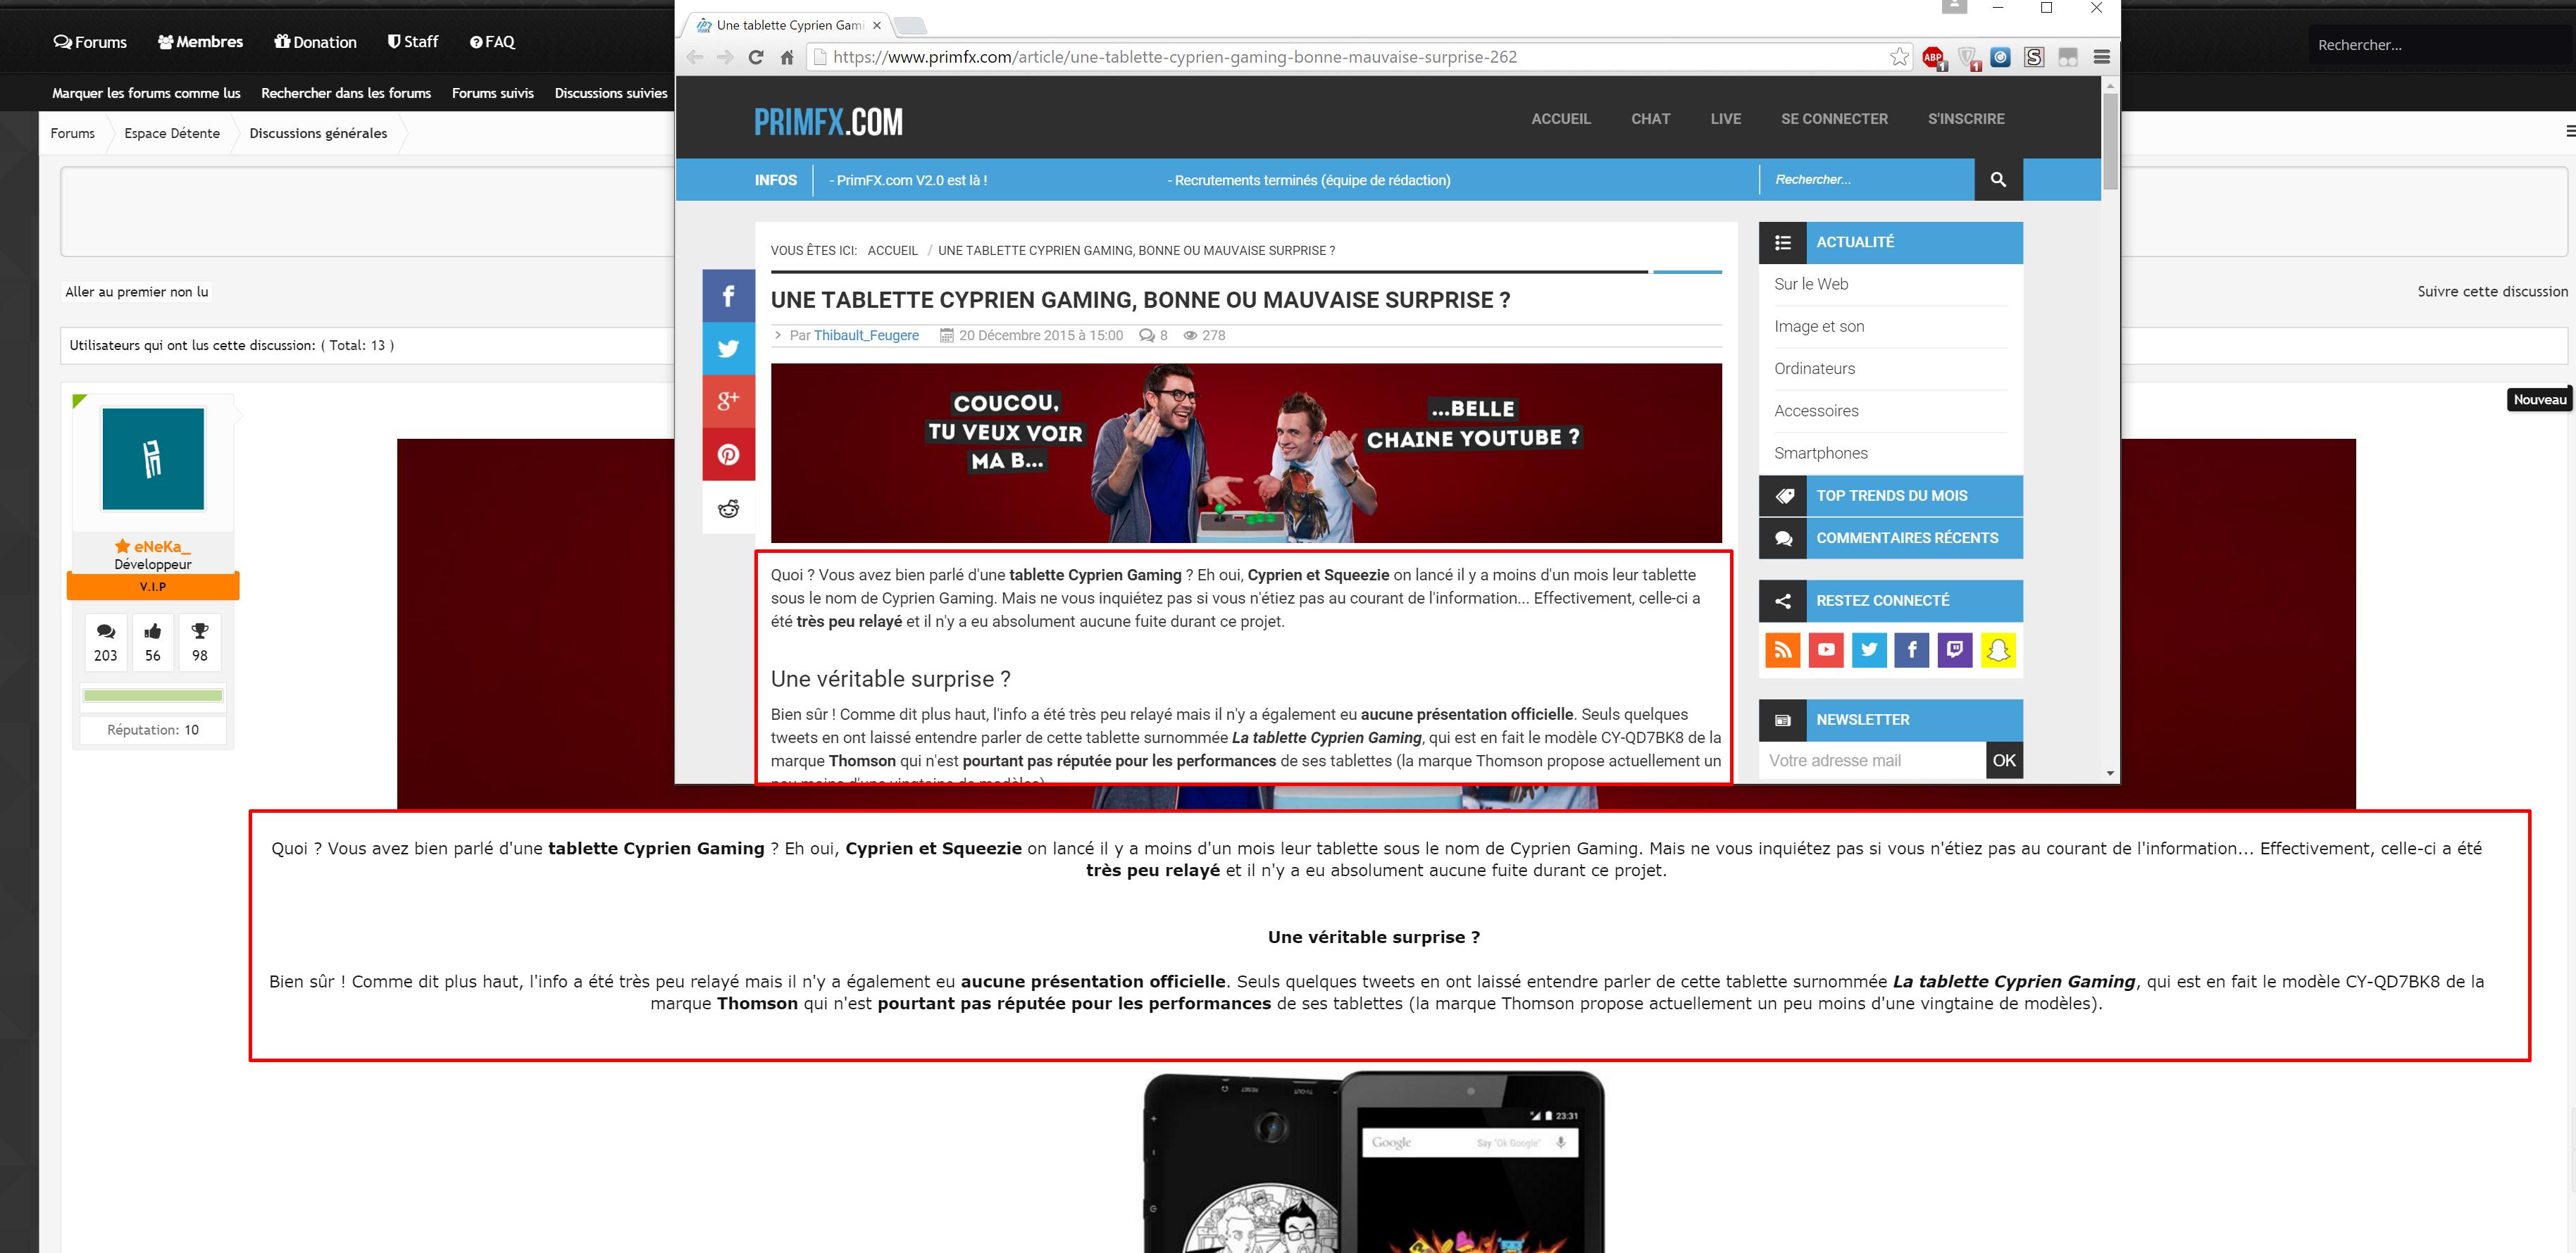 Forums
Membres
Donation
Staff
FAQ
Rechercher...
Marquer les forums comme lus
Rechercher dans les forums
Forums suivis
Discussions suivies
Forums
Espace Détente
Discussions générales
Aller au premier non lu
Suivre cette discussion
Utilisateurs qui ont lus cette discussion: ( Total: 13 )
Nouveau
eNeKa_
Développeur
V.I.P
203 56 98
Réputation: 10
Une tablette Cyprien Gami
https://www.primfx.com/article/une-tablette-cyprien-gaming-bonne-mauvaise-surprise-262
ABP
1
1
S
PRIMFX.COM
ACCUEIL
CHAT
LIVE
SE CONNECTER
S'INSCRIRE
INFOS
- PrimFX.com V2.0 est là !
- Recrutements terminés (équipe de rédaction)
Rechercher...
VOUS ÊTES ICI: ACCUEIL / UNE TABLETTE CYPRIEN GAMING, BONNE OU MAUVAISE SURPRISE ?
UNE TABLETTE CYPRIEN GAMING, BONNE OU MAUVAISE SURPRISE ?
> Par Thibault_Feugere 20 Décembre 2015 à 15:00 8 278
COUCOU,
TU VEUX VOIR
MA B...
...BELLE
CHAINE YOUTUBE ?
Quoi ? Vous avez bien parlé d'une tablette Cyprien Gaming ? Eh oui, Cyprien et Squeezie on lancé il y a moins d'un mois leur tablette
sous le nom de Cyprien Gaming. Mais ne vous inquiétez pas si vous n'étiez pas au courant de l'information... Effectivement, celle-ci a
été très peu relayé et il n'y a eu absolument aucune fuite durant ce projet.
Une véritable surprise ?
Bien sûr ! Comme dit plus haut, l'info a été très peu relayé mais il n'y a également eu aucune présentation officielle. Seuls quelques
tweets en ont laissé entendre parler de cette tablette surnommée La tablette Cyprien Gaming, qui est en fait le modèle CY-QD7BK8 de la
marque Thomson qui n'est pourtant pas réputée pour les performances de ses tablettes (la marque Thomson propose actuellement un
peu moins d'une vingtaine de modèles)
ACTUALITÉ
Sur le Web
Image et son
Ordinateurs
Accessoires
Smartphones
TOP TRENDS DU MOIS
COMMENTAIRES RÉCENTS
RESTEZ CONNECTÉ
NEWSLETTER
Votre adresse mail
OK
Quoi ? Vous avez bien parlé d'une tablette Cyprien Gaming ? Eh oui, Cyprien et Squeezie on lancé il y a moins d'un mois leur tablette sous le nom de Cyprien Gaming. Mais ne vous inquiétez pas si vous n'étiez pas au courant de l'information... Effectivement, celle-ci a été
très peu relayé et il n'y a eu absolument aucune fuite durant ce projet.
Une véritable surprise ?
Bien sûr ! Comme dit plus haut, l'info a été très peu relayé mais il n'y a également eu aucune présentation officielle. Seuls quelques tweets en ont laissé entendre parler de cette tablette surnommée La tablette Cyprien Gaming, qui est en fait le modèle CY-QD7BK8 de la
marque Thomson qui n'est pourtant pas réputée pour les performances de ses tablettes (la marque Thomson propose actuellement un peu moins d'une vingtaine de modèles).
23:31
Google
Say "Ok Google"